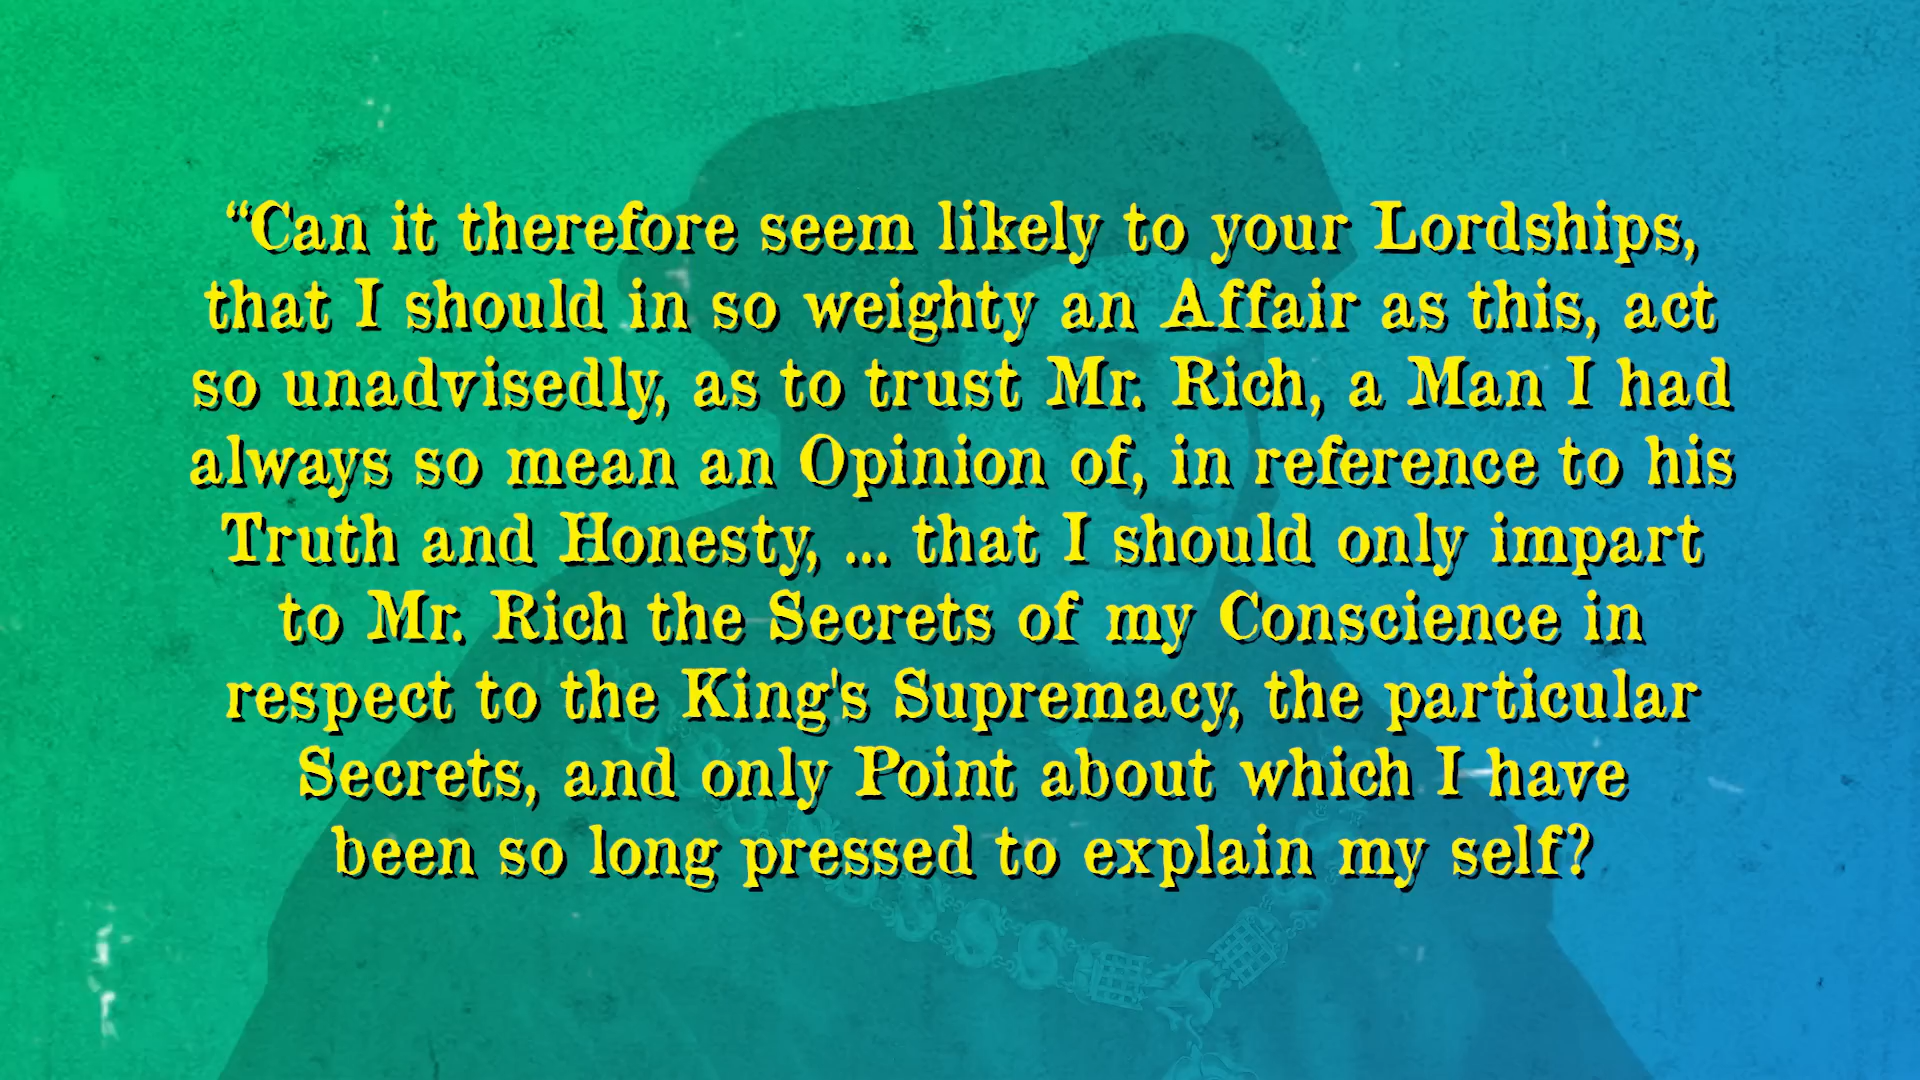 “Can it therefore seem likely to your Lordships,
that I should in so weighty an Affair as this, act
so unadvisedly, as to trust Mr. Rich, a Man I had
always so mean an Opinion of, in reference to his
Truth and Honesty, ... that I should only impart
to Mr. Rich the Secrets of my Conscience in
respect to the King's Supremacy, the particular
Secrets, and only Point about which I have
been so long pressed to explain my self?